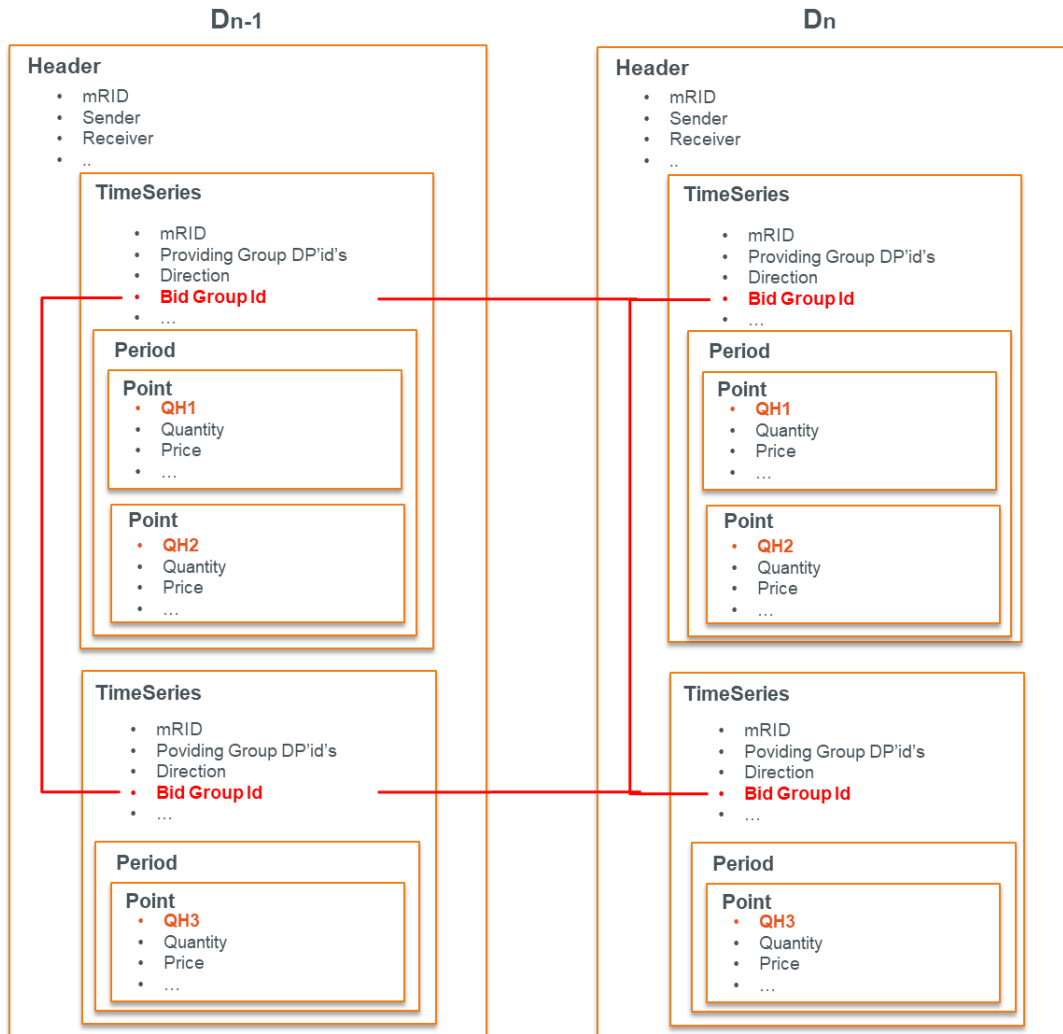 Dn-1
Header
• mRID
• Sender
• Receiver
• ..
TimeSeries
• mRID
• Providing Group DP'id's
• Direction
• Bid Group Id
• ...
Period
Point
• QH1
• Quantity
• Price
• ...
Point
• QH2
• Quantity
• Price
• ...
TimeSeries
• mRID
• Poviding Group DP'id's
• Direction
• Bid Group Id
• ...
Period
Point
• QH3
• Quantity
• Price
• ...
Dn
Header
• mRID
• Sender
• Receiver
• ..
TimeSeries
• mRID
• Providing Group DP'id's
• Direction
• Bid Group Id
• ...
Period
Point
• QH1
• Quantity
• Price
• ...
Point
• QH2
• Quantity
• Price
• ...
TimeSeries
• mRID
• Poviding Group DP'id's
• Direction
• Bid Group Id
• ...
Period
Point
• QH3
• Quantity
• Price
• ...